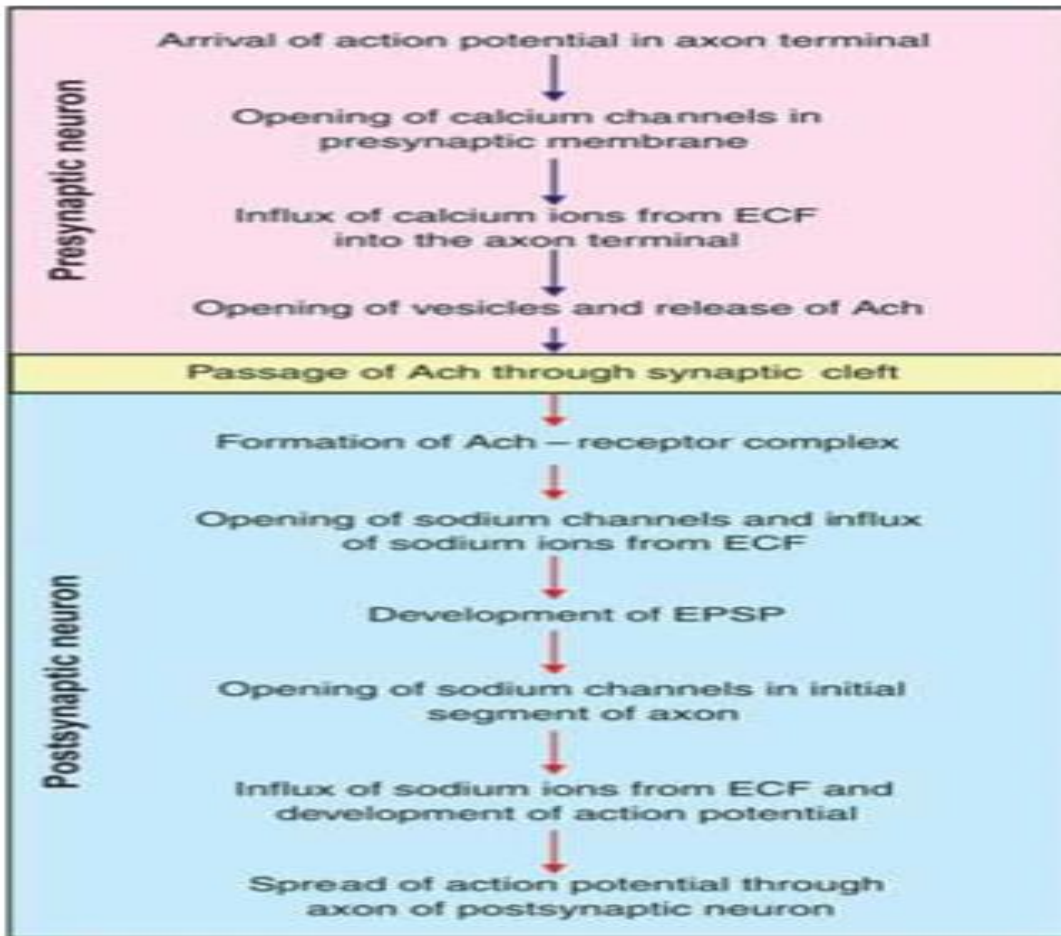 Presynaptic neuron
Arrival of action potential in axon terminal
Opening of calcium channels in
presynaptic membrane
Influx of calcium ions from ECF
into the axon terminal
Opening of vesicles and release of Ach
Passage of Ach through synaptic cleft
Postsynaptic neuron
Formation of Ach – receptor complex
Opening of sodium channels and influx
of sodium ions from ECF
Development of EPSP
Opening of sodium channels in initial
segment of axon
Influx of sodium ions from ECF and
development of action potential
Spread of action potential through
axon of postsynaptic neuron